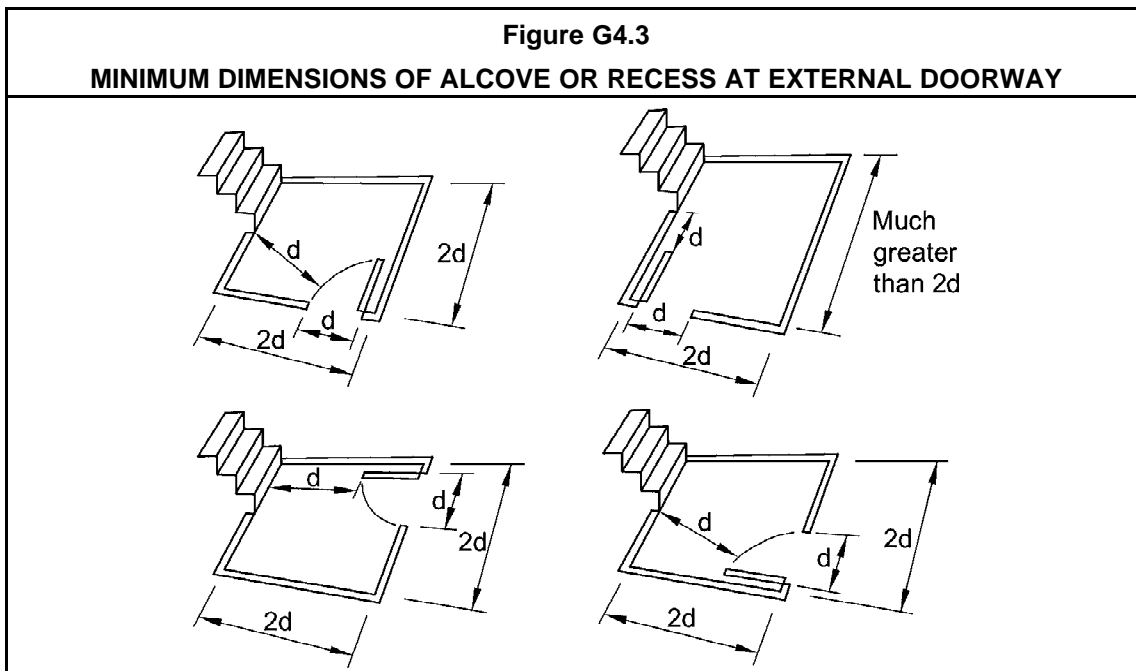 Figure G4.3
MINIMUM DIMENSIONS OF ALCOVE OR RECESS AT EXTERNAL DOORWAY
d
2d
d
2d
d
Much
greater
than 2d
d
2d
d
d
2d
2d
d
d
2d
2d